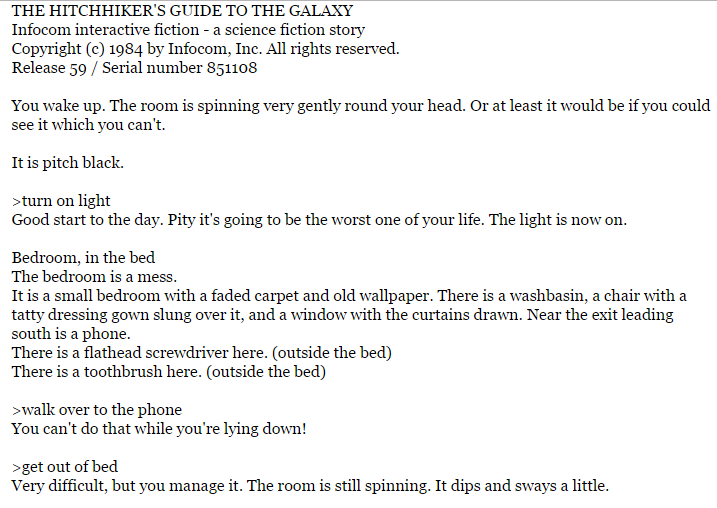 THE HITCHHIKER'S GUIDE TO THE GALAXY
Infocom interactive fiction - a science fiction story
Copyright (c) 1984 by Infocom, Inc. All rights reserved.
Release 59 / Serial number 851108
You wake up. The room is spinning very gently round your head. Or at least it would be if you could
see it which you can't.
It is pitch black.
>turn on light
Good start to the day. Pity it's going to be the worst one of your life. The light is now on.
Bedroom, in the bed
The bedroom is a mess.
It is a small bedroom with a faded carpet and old wallpaper. There is a washbasin, a chair with a
tatty dressing gown slung over it, and a window with the curtains drawn. Near the exit leading
south is a phone.
There is a flathead screwdriver here. (outside the bed)
There is a toothbrush here. (outside the bed)
>walk over to the phone
You can't do that while you're lying down!
>get out of bed
Very difficult, but you manage it. The room is still spinning. It dips and sways a little.